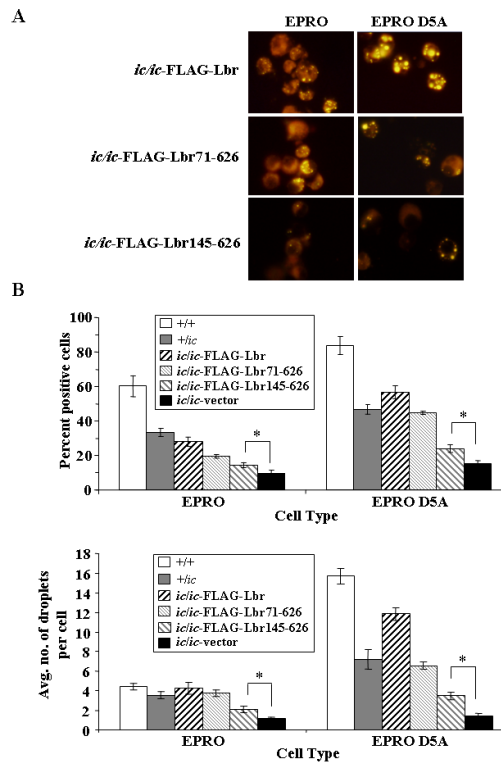 A
EPRO
EPRO D5A
ic/ic-FLAG-Lbr
ic/ic-FLAG-Lbr71-626
ic/ic-FLAG-Lbr145-626
B
Percent positive cells
100
80
60
40
20
0
+/+
+/ic
ic/ic-FLAG-Lbr
ic/ic-FLAG-Lbr71-626
ic/ic-FLAG-Lbr145-626
ic/ic-vector
*
*
EPRO
EPRO D5A
Cell Type
Avg. no. of droplets
per cell
18
16
14
12
10
8
6
4
2
0
+/+
+/ic
ic/ic-FLAG-Lbr
ic/ic-FLAG-Lbr71-626
ic/ic-FLAG-Lbr145-626
ic/ic-vector
*
*
EPRO
EPRO D5A
Cell Type